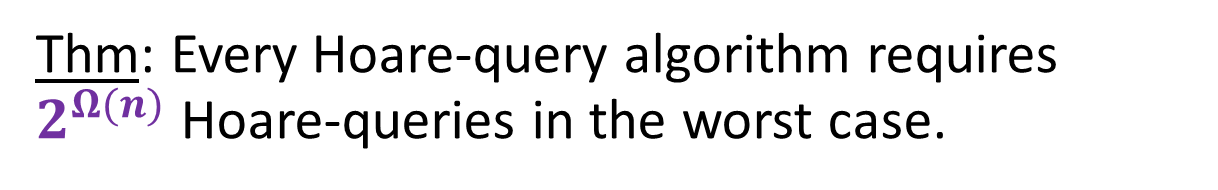 Thm: Every Hoare-query algorithm requires
2^Ω(n) Hoare-queries in the worst case.